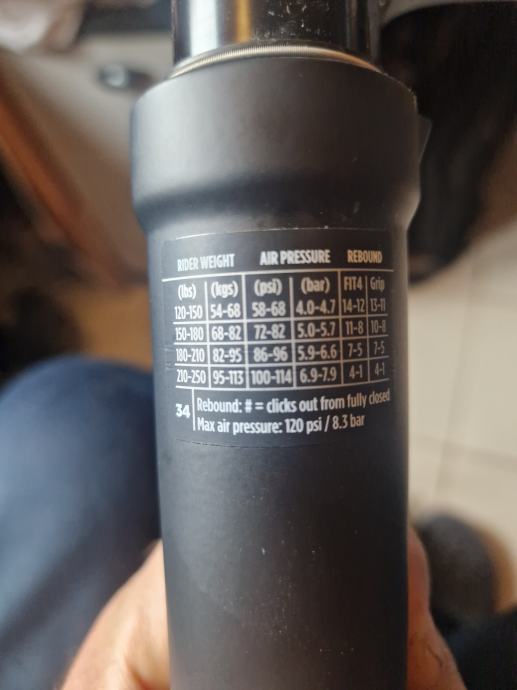 RIDER WEIGHT AIR PRESSURE REBOUND
(lbs) (kgs) (psi) (bar) FIT4 Grip
120-150 54-68 58-68 4.0-4.7 14-12 13-11
150-180 68-82 72-82 5.0-5.7 11-8 10-8
180-210 82-95 86-96 5.9-6.6 7-5 7-5
210-250 95-113 100-114 6.9-7.9 4-1 4-1
34 Rebound: # = clicks out from fully closed
Max air pressure: 120 psi / 8.3 bar